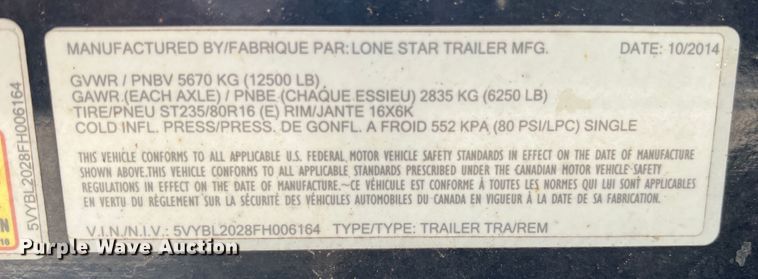 MANUFACTURED BY/FABRIQUE PAR: LONE STAR TRAILER MFG. DATE: 10/2014
GVWR / PNBV 5670 KG (12500 LB)
GAWR (EACH AXLE) / PNBE (CHAQUE ESSIEU) 2835 KG (6250 LB)
TIRE/PNEU ST235/80R16 (E) RIM/JANTE 16X6K
COLD INFL. PRESS/PRESS. DE GONFL. A FROID 552 KPA (80 PSI/LPC) SINGLE
THIS VEHICLE CONFORMS TO ALL APPLICABLE U.S. FEDERAL MOTOR VEHICLE SAFETY STANDARDS IN EFFECT ON THE DATE OF MANUFACTURE
SHOWN ABOVE.THIS VEHICLE CONFORMS TO ALL APPLICABLE STANDARDS PRESCRIBED UNDER THE CANADIAN MOTOR VEHICLE SAFETY
REGULATIONS IN EFFECT ON THE DATE OF MANUFACTURE.~CE VÉHICULE EST CONFORME À TOUTES LES NORMES QUI LUI SONT APPLICABLES
EN VERTU DU RÈGLEMENT SUR LA SÉCURITÉ DES VÉHICULES AUTOMOBILES DU CANADA EN VIGUEUR À LA DATE DE SA FABRICATION.
V.I.N./N.I.V.: 5VYBL2028FH006164 TYPE/TYPE: TRAILER TRA/REM
5VYBL2028FH006164
Purple Wave Auction